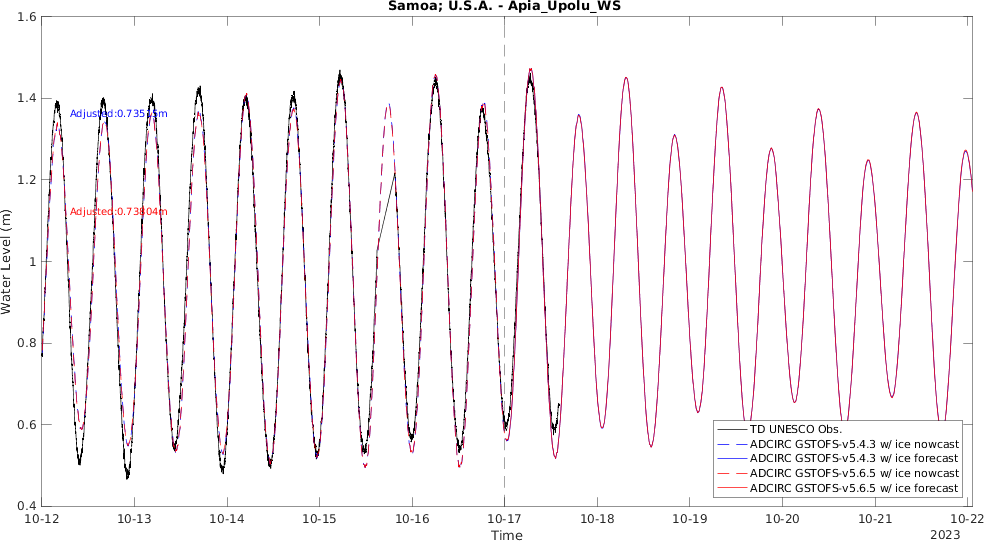 Samoa; U.S.A. - Apia_Upolu_WS
1.6
1.4
1.2
1
0.8
0.6
0.4
Water Level (m)
Adjusted:0.73515m
Adjusted:0.73804m
TD UNESCO Obs.
ADCIRC GSTOFS-v5.4.3 w/ ice nowcast
ADCIRC GSTOFS-v5.4.3 w/ ice forecast
ADCIRC GSTOFS-v5.6.5 w/ ice nowcast
ADCIRC GSTOFS-v5.6.5 w/ ice forecast
10-12 10-13 10-14 10-15 10-16 10-17 10-18 10-19 10-20 10-21 10-22
Time
2023